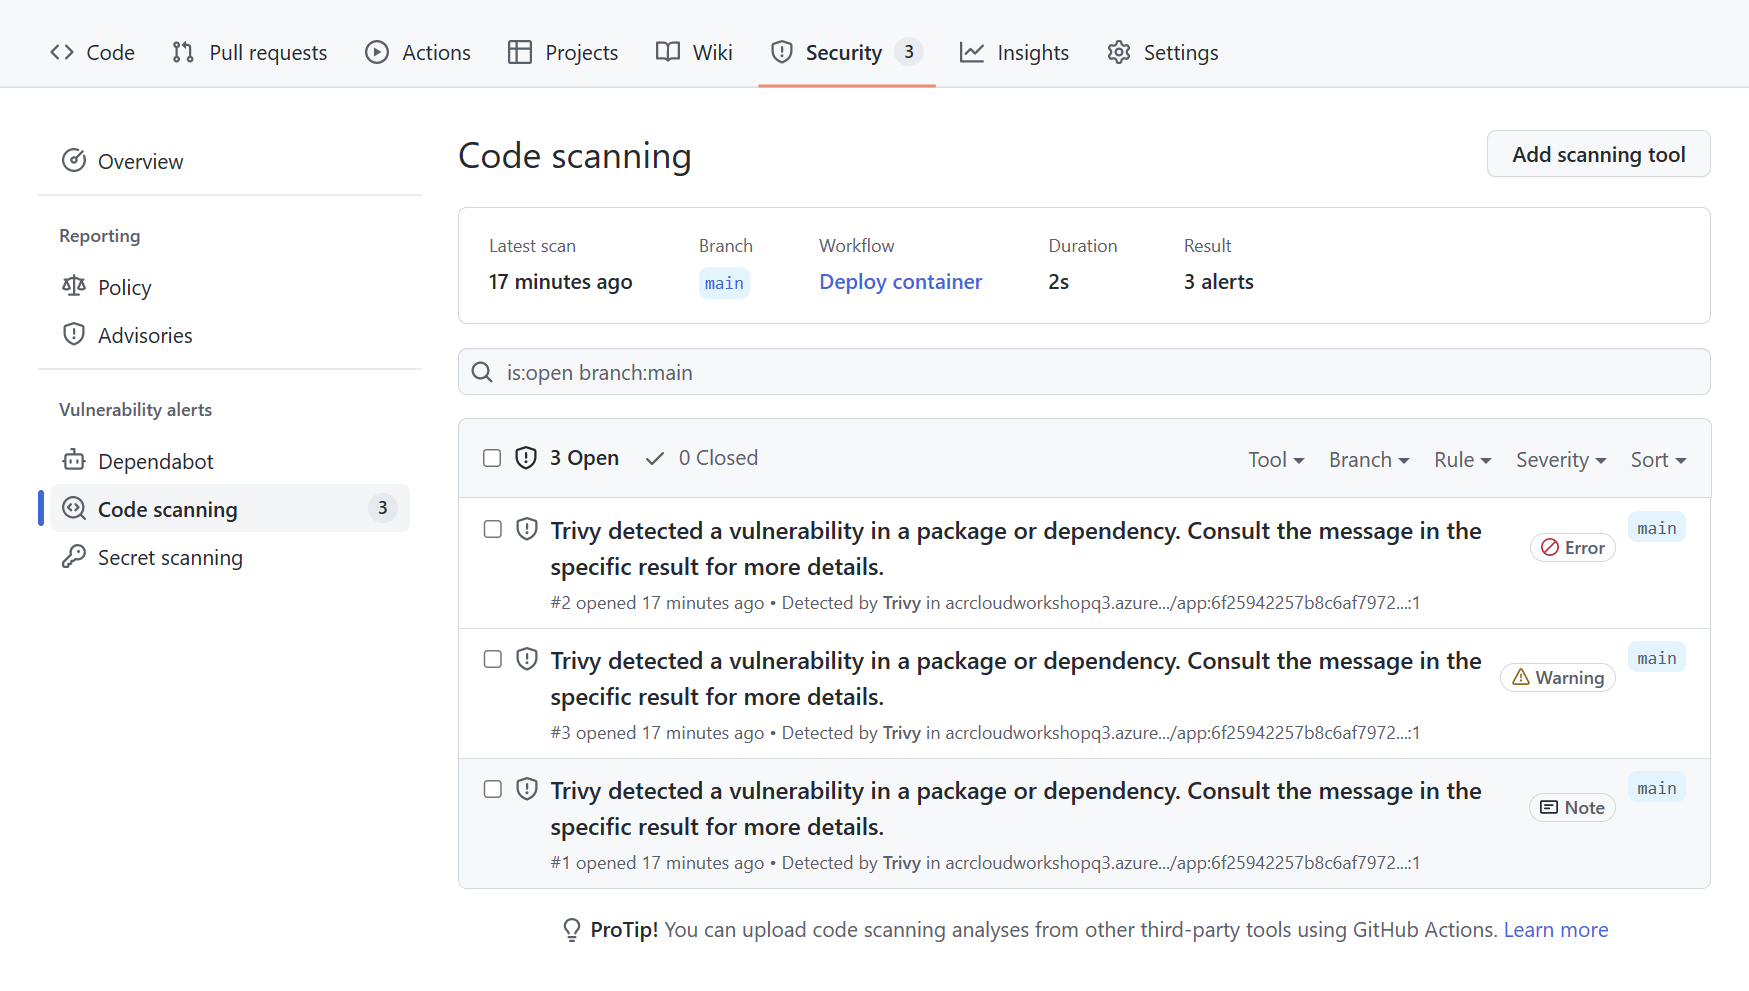 Code
Pull requests
Actions
Projects
Wiki
Security 3
Insights
Settings
Overview
Reporting
Policy
Advisories
Vulnerability alerts
Dependabot
Code scanning 3
Secret scanning
Code scanning
Add scanning tool
Latest scan
17 minutes ago
Branch
main
Workflow
Deploy container
Duration
2s
Result
3 alerts
is:open branch:main
3 Open
0 Closed
Tool
Branch
Rule
Severity
Sort
Trivy detected a vulnerability in a package or dependency. Consult the message in the
specific result for more details.
Error
main
#2 opened 17 minutes ago • Detected by Trivy in acrcloudworkshopq3.azure.../app:6f25942257b8c6af7972...:1
Trivy detected a vulnerability in a package or dependency. Consult the message in the
specific result for more details.
Warning
main
#3 opened 17 minutes ago • Detected by Trivy in acrcloudworkshopq3.azure.../app:6f25942257b8c6af7972...:1
Trivy detected a vulnerability in a package or dependency. Consult the message in the
specific result for more details.
Note
main
#1 opened 17 minutes ago • Detected by Trivy in acrcloudworkshopq3.azure.../app:6f25942257b8c6af7972...:1
ProTip! You can upload code scanning analyses from other third-party tools using GitHub Actions. Learn more